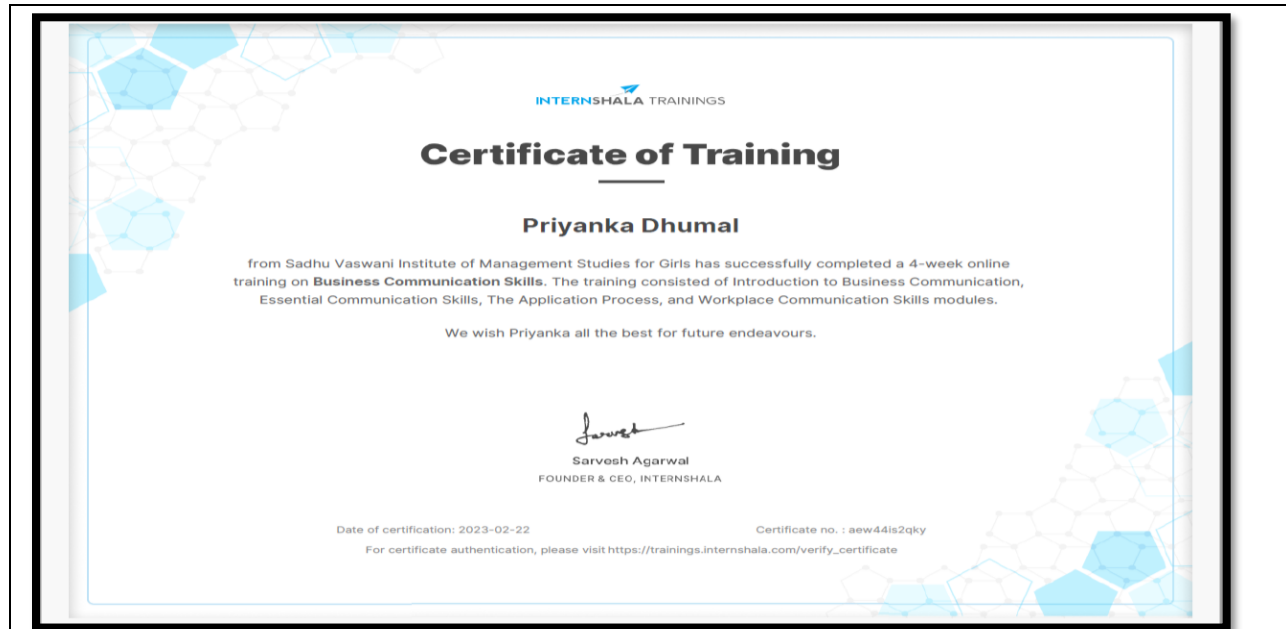 INTERNSHALA TRAININGS
Certificate of Training
Priyanka Dhumal
from Sadhu Vaswani Institute of Management Studies for Girls has successfully completed a 4-week online
training on Business Communication Skills. The training consisted of Introduction to Business Communication,
Essential Communication Skills, The Application Process, and Workplace Communication Skills modules.
We wish Priyanka all the best for future endeavours.
Sarvesh
Sarvesh Agarwal
FOUNDER & CEO, INTERNSHALA
Date of certification: 2023-02-22 Certificate no. : aew44is2qky
For certificate authentication, please visit https://trainings.internshala.com/verify_certificate